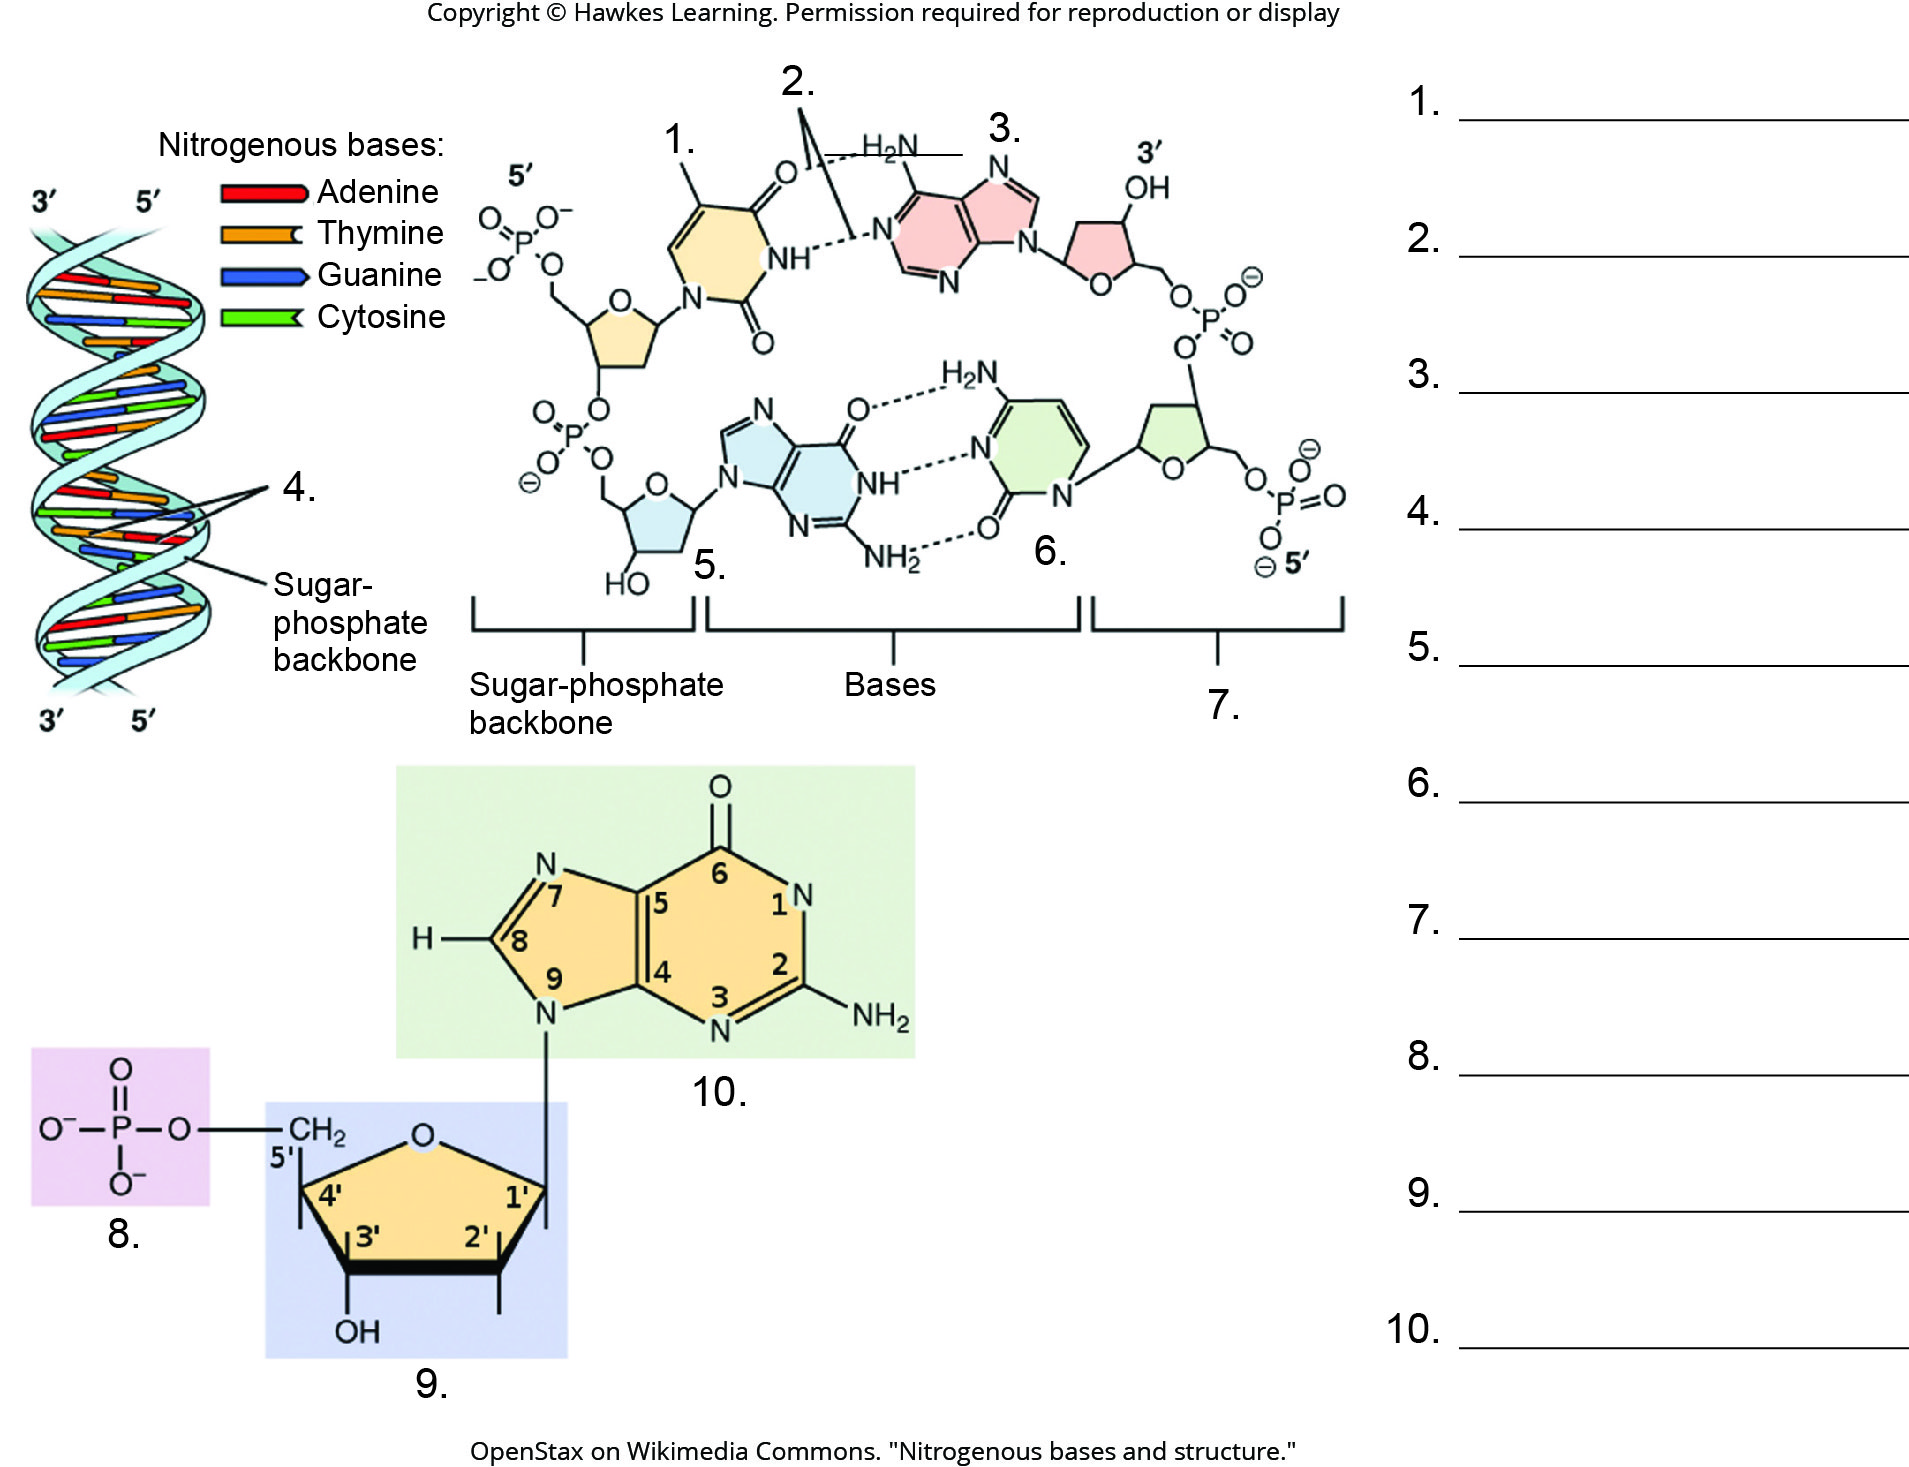 Copyright © Hawkes Learning. Permission required for reproduction or display
Nitrogenous bases:
Adenine
Thymine
Guanine
Cytosine
3′ 5′
4.
Sugar-
phosphate
backbone
3′ 5′
1.
2.
3.
5′
O
O⁻
P
⁻O
O
O
N
NH
O
O
H₂N
N
N
N
N
3′
OH
O
O
O⊖
P
O
O
O
O
P
O
⊖
O
O
HO
N
N
O
NH
N
NH₂
H₂N
N
N
O
O
O
O⊖
P
O
O
⊖
5′
5.
6.
Sugar-phosphate
backbone
Bases
7.
O
6
N
7
5
1
N
H
8
9
4
3
2
N
N
NH₂
10.
O
O⁻
P
O
O⁻
8.
CH₂
5'
O
4'
1'
3'
2'
OH
9.
1.
2.
3.
4.
5.
6.
7.
8.
9.
10.
OpenStax on Wikimedia Commons. "Nitrogenous bases and structure."